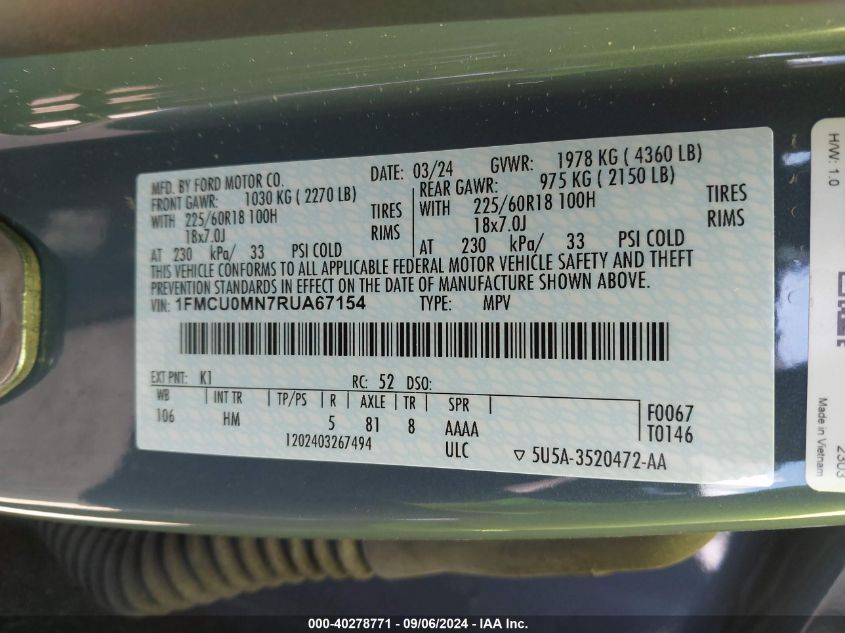 MFD. BY FORD MOTOR CO.
DATE: 03/24 GVWR: 1978 KG ( 4360 LB)
FRONT GAWR: 1030 KG ( 2270 LB)
REAR GAWR: 975 KG ( 2150 LB)
WITH 225/60R18 100H TIRES
WITH 225/60R18 100H TIRES
18x7.0J RIMS
18x7.0J RIMS
AT 230 kPa/ 33 PSI COLD
AT 230 kPa/ 33 PSI COLD
THIS VEHICLE CONFORMS TO ALL APPLICABLE FEDERAL MOTOR VEHICLE SAFETY AND THEFT
PREVENTION STANDARDS IN EFFECT ON THE DATE OF MANUFACTURE SHOWN ABOVE.
VIN: 1FMCU0MN7RUA67154 TYPE: MPV
EXT PNT: K1 RC: 52 DSO:
WB INT TR TP/PS R AXLE TR SPR
106 HM 5 81 8 AAAA
F0067
T0146
1202403267494 ULC ▽ 5U5A-3520472-AA
H/W: 1.0
Made in Vietnam
2303
000-40278771 - 09/06/2024 - IAA Inc.